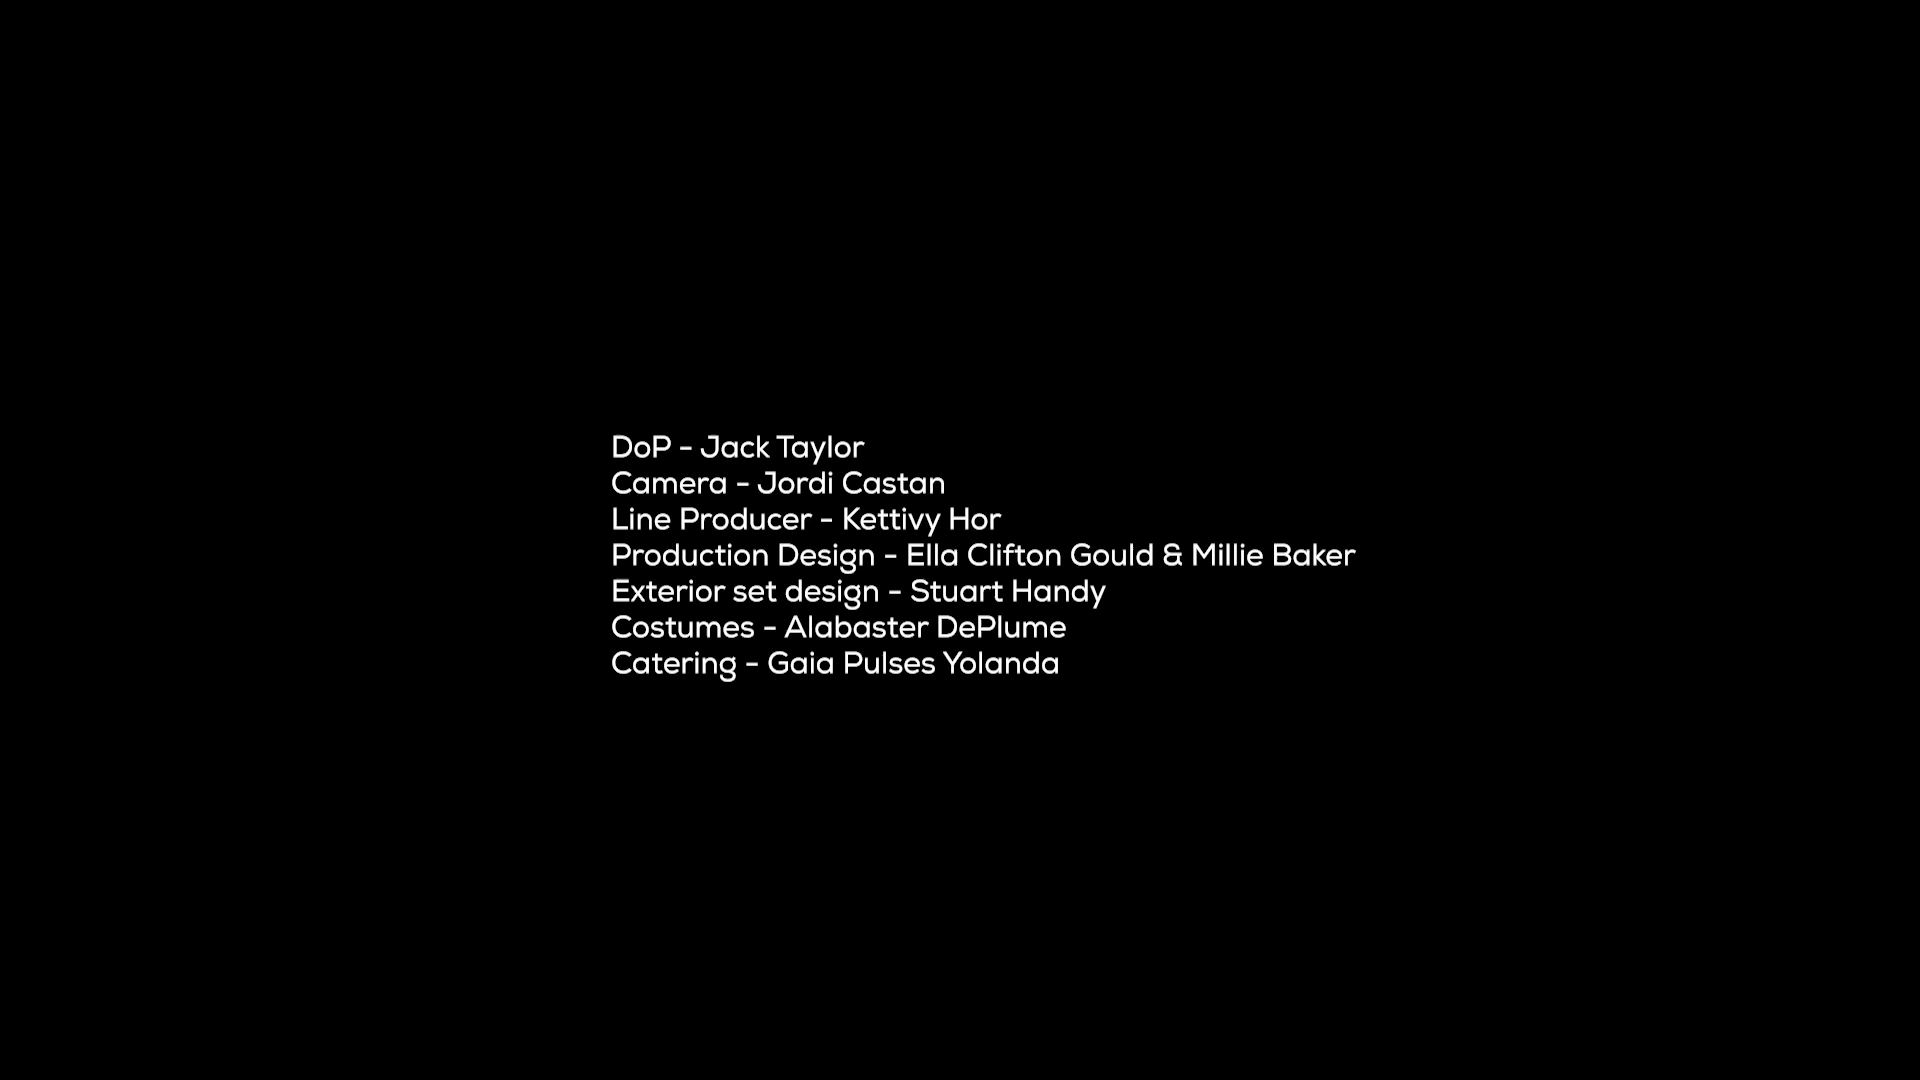 DoP - Jack Taylor
Camera - Jordi Castan
Line Producer - Kettivy Hor
Production Design - Ella Clifton Gould & Millie Baker
Exterior set design - Stuart Handy
Costumes - Alabaster DePlume
Catering - Gaia Pulses Yolanda